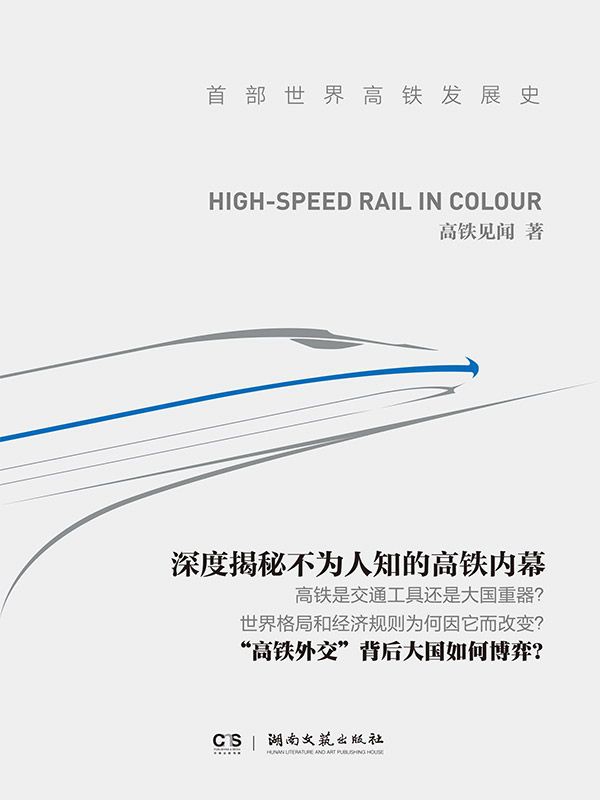 首部世界高铁发展史
HIGH-SPEED RAIL IN COLOUR
高铁见闻 著
深度揭秘不为人知的高铁内幕
高铁是交通工具还是大国重器？
世界格局和经济规则为何因它而改变？
“高铁外交”背后大国如何博弈？
湖南文艺出版社
HUNAN LITERATURE AND ART PUBLISHING HOUSE